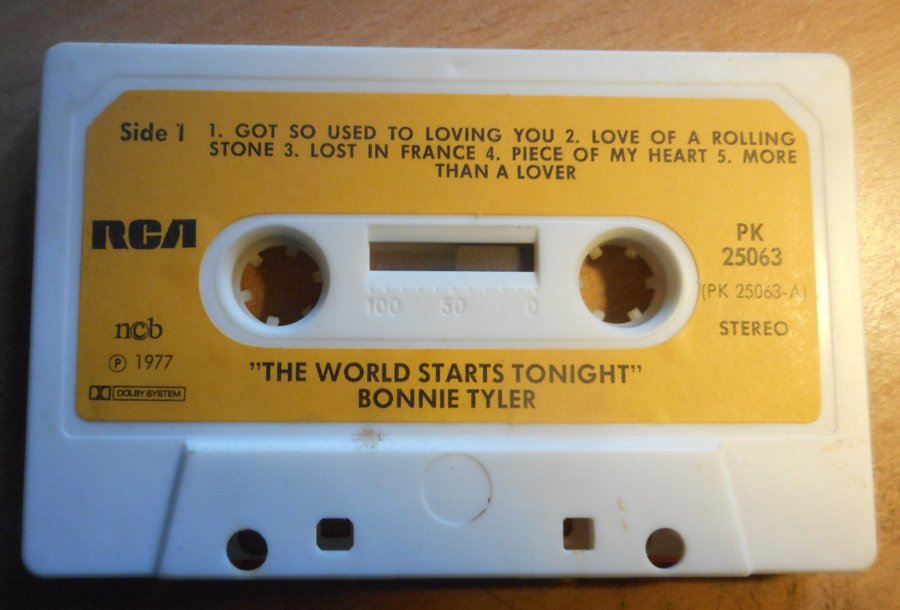 Side 1
1. GOT SO USED TO LOVING YOU 2. LOVE OF A ROLLING
STONE 3. LOST IN FRANCE 4. PIECE OF MY HEART 5. MORE
THAN A LOVER
RCA
PK
25063
(PK 25063-A)
STEREO
100 50 0
ncb
Ⓟ 1977
DOLBY SYSTEM
"THE WORLD STARTS TONIGHT"
BONNIE TYLER